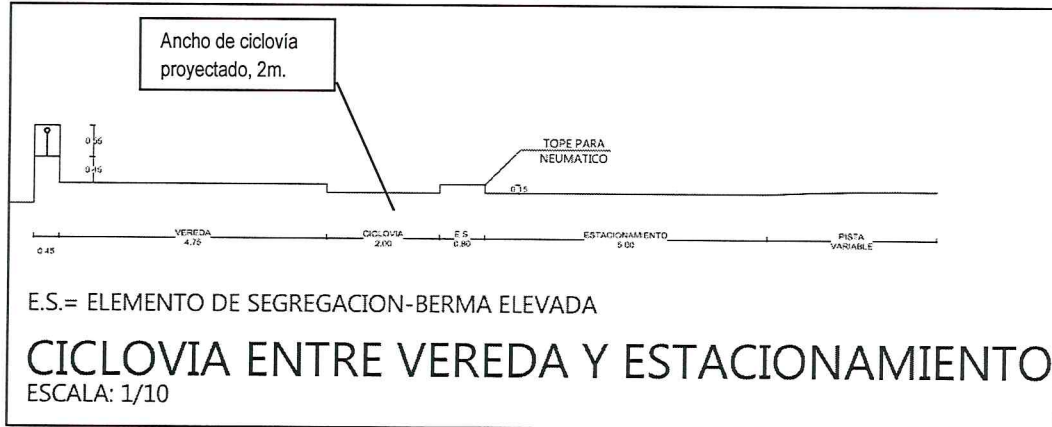 Ancho de ciclovía
proyectado, 2m.
0.55
0.45
TOPE PARA
NEUMATICO
0.15
VEREDA
4.75
CICLOVIA
2.00
E.S
0.80
ESTACIONAMIENTO
5.00
PISTA
VARIABLE
0.45
E.S.= ELEMENTO DE SEGREGACION-BERMA ELEVADA
CICLOVIA ENTRE VEREDA Y ESTACIONAMIENTO
ESCALA: 1/10